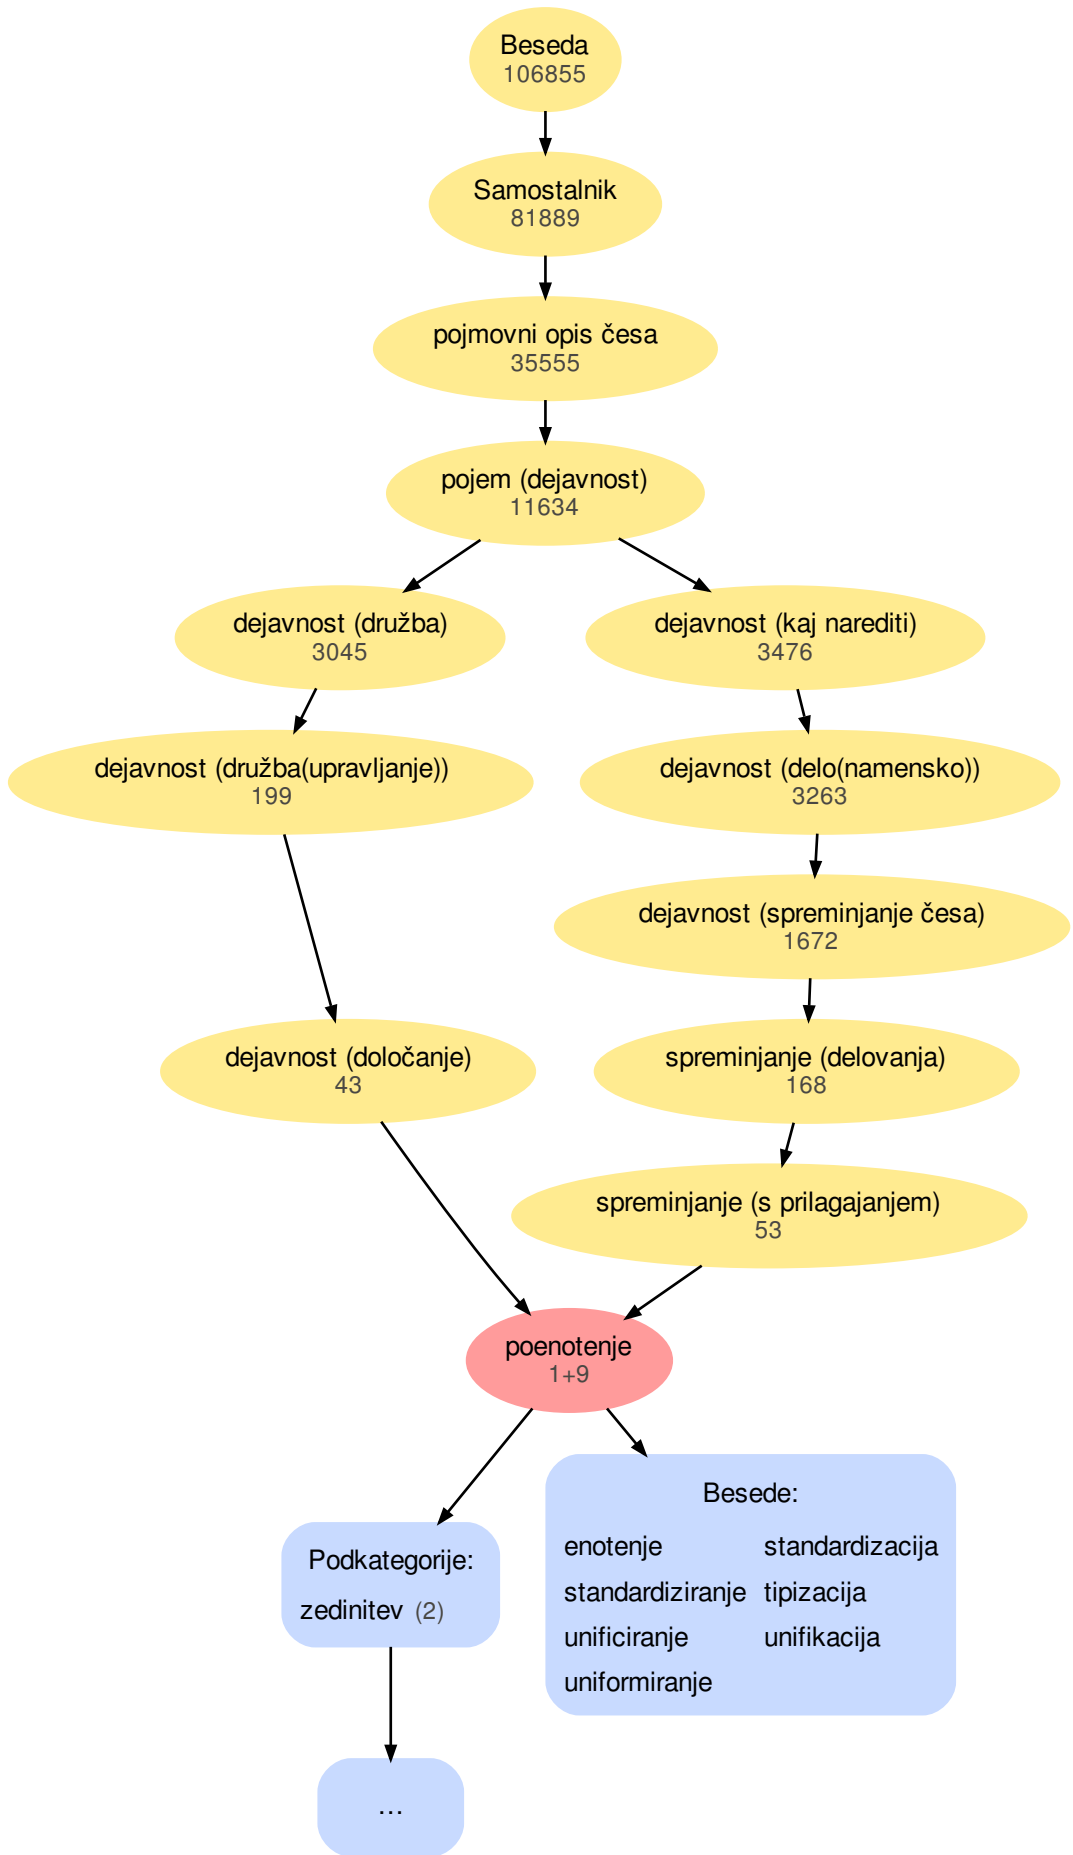 Beseda
106855
Samostalnik
81889
pojmovni opis česa
35555
pojem (dejavnost)
11634
dejavnost (družba)
3045
dejavnost (kaj narediti)
3476
dejavnost (družba(upravljanje))
199
dejavnost (delo(namensko))
3263
dejavnost (spreminjanje česa)
1672
dejavnost (določanje)
43
spreminjanje (delovanja)
168
spreminjanje (s prilagajanjem)
53
poenotenje
1+9
Podkategorije:
zedinitev (2)
...
Besede:
enotenje standardizacija
standardiziranje tipizacija
unificiranje unifikacija
uniformiranje